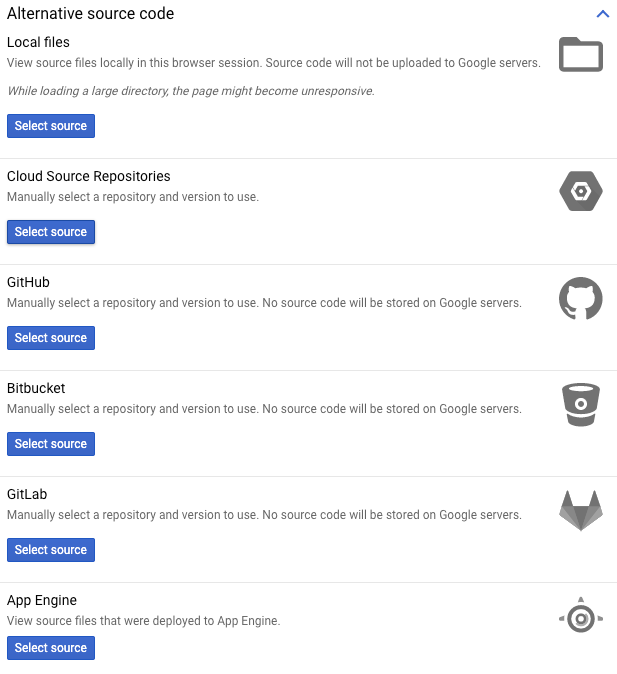 Alternative source code
Local files
View source files locally in this browser session. Source code will not be uploaded to Google servers.
While loading a large directory, the page might become unresponsive.
Select source
Cloud Source Repositories
Manually select a repository and version to use.
Select source
GitHub
Manually select a repository and version to use. No source code will be stored on Google servers.
Select source
Bitbucket
Manually select a repository and version to use. No source code will be stored on Google servers.
Select source
GitLab
Manually select a repository and version to use. No source code will be stored on Google servers.
Select source
App Engine
View source files that were deployed to App Engine.
Select source